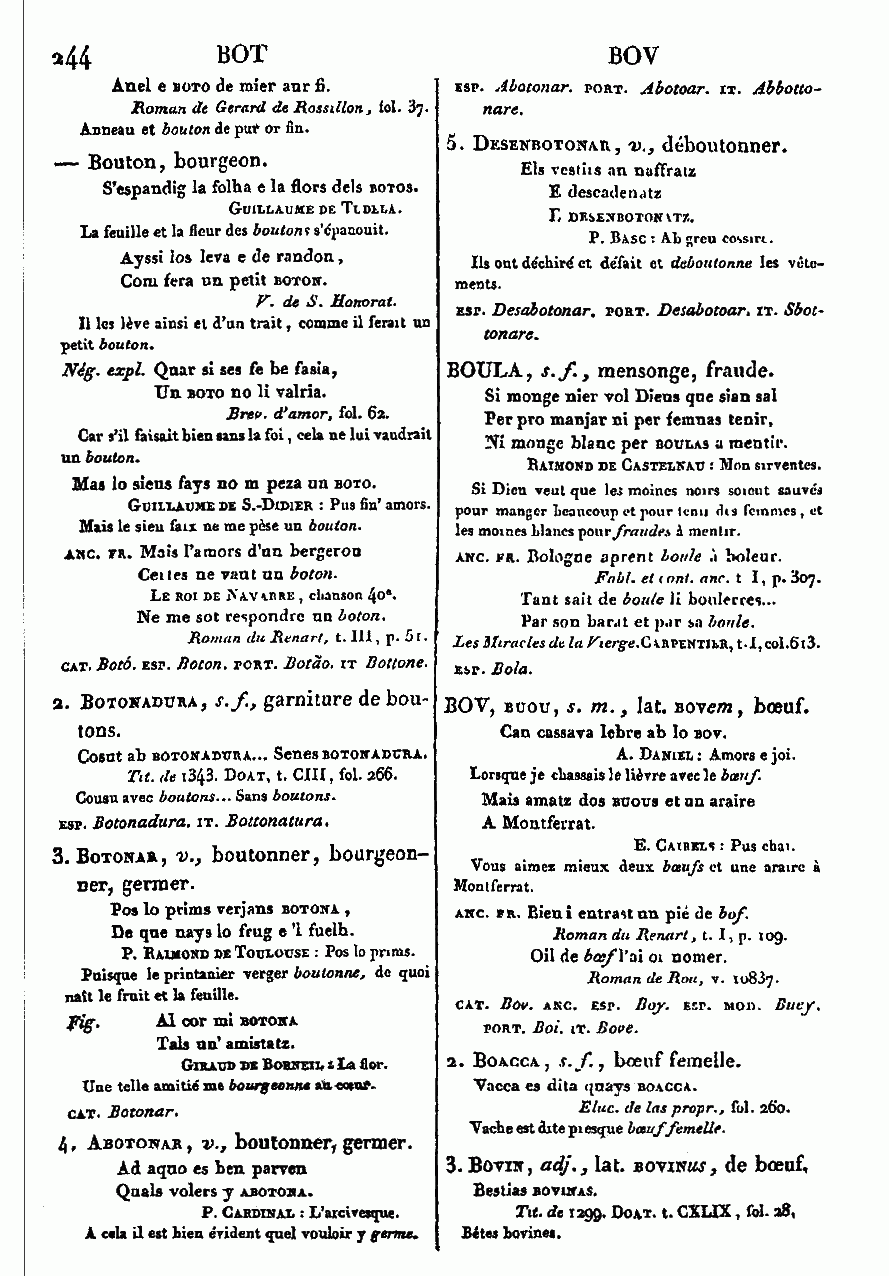 244 BOT BOV
Anel e BOTO de mier aur fi.
Roman de Gerard de Rossillon, fol. 37.
Anneau et bouton de pur or fin.
— Bouton, bourgeon.
S'espandig la folha e la flors dels BOTOS.
GUILLAUME DE TUDELA.
La feuille et la fleur des boutons s'épanouit.
Ayssi los leva e de randon,
Com fera un petit BOTON.
V. de S. Honorat.
Il les lève ainsi et d'un trait, comme il ferait un
petit bouton.
Nég. expl. Quar si ses fe be fasia,
Un BOTO no li valria.
Brev. d'amor, fol. 62.
Car s'il faisait bien sans la foi, cela ne lui vaudrait
un bouton.
Mas lo sieus fays no m peza un BOTO.
GUILLAUME DE S.-DIDIER : Pus fin' amors.
Mais le sieu faix ne me pèse un bouton.
ANC. FR. Mais l'amors d'un bergeron
Certes ne vaut un boton.
LE ROI DE NAVARRE, chanson 40e.
Ne me sot respondre un boton.
Roman du Renart, t. III, p. 51.
CAT. Botó. ESP. Boton. PORT. Botão. IT Bottone.
2. BOTONADURA, s. f., garniture de bou-
tons.
Cosut ab BOTONADURA... Senes BOTONADURA.
Tit. de 1343. DOAT, t. CIII, fol. 266.
Cousu avec boutons... Sans boutons.
ESP. Botonadura. IT. Bottonatura.
3. BOTONAR, v., boutonner, bourgeon-
ner, germer.
Pos lo prims verjans BOTONA,
De que nays lo frug e 'l fuelh.
P. RAIMOND DE TOULOUSE : Pos lo prims.
Puisque le printanier verger boutonne, de quoi
naît le fruit et la feuille.
Fig. Al cor mi BOTONA
Tals un' amistatz.
GIRAUD DE BORNEIL : La flor.
Une telle amitié me bourgeonne au cœur.
CAT. Botonar.
4. ABOTONAR, v., boutonner, germer.
Ad aquo es ben parven
Quals volers y ABOTONA.
P. CARDINAL : L'arcivesque.
A cela il est bien évident quel vouloir y germe.
ESP. Abotonar. PORT. Abotoar. IT. Abbotto-
nare.
5. DESENBOTONAR, v., déboutonner.
Els vestirs an nuffratz
E descadenatz
E DESENBOTONATZ.
P. BASC : Ab greu cossire.
Ils ont déchiré et défait et deboutonne les vête-
ments.
ESP. Desabotonar. PORT. Desabotoar. IT. Sbot-
tonare.
BOULA, s. f., mensonge, fraude.
Si monge nier vol Dieus que sian sal
Per pro manjar ni per femnas tenir,
Ni monge blanc per BOULAS a mentir.
RAIMOND DE CASTELNAU : Mon sirventes.
Si Dieu veut que les moines noirs soient sauvés
pour manger beaucoup et pour tenir des femmes, et
les moines blancs pour fraudes à mentir.
ANC. FR. Bologne aprent boule à boleur.
Fabl. et cont. anc. t I, p. 307.
Tant sait de boule li boulerres...
Par son barat et par sa boule.
Les Miracles de la Vierge. CARPENTIER, t. I, col. 613.
ESP. Bola.
BOV, BUOU, s. m., lat. BOVem, bœuf.
Can cassava lebre ab lo BOV.
A. DANIEL : Amors e joi.
Lorsque je chassais le lièvre avec le bœuf.
Mais amatz dos BUOUS et un araire
A Montferrat.
E. CAIRELS : Pus chai.
Vous aimez mieux deux bœufs et une araire à
Montferrat.
ANC. FR. Bien i entrast un pié de bof.
Roman du Renart, t. I, p. 109.
Oil de bœf l'ai oi nomer.
Roman de Rou, v. 10837.
CAT. Bov. ANC. ESP. Boy. ESP. MOD. Buey.
PORT. Boi. IT. Bove.
2. BOACCA, s. f., bœuf femelle.
Vacca es dita quays BOACCA.
Eluc. de las propr., fol. 260.
Vache est dite presque bœuf femelle.
3. BOVIN, adj., lat. BOVINus, de bœuf,
Bestias BOVINAS.
Tit. de 1299. DOAT. t. CXLIX, fol. 28,
Bêtes bovines.